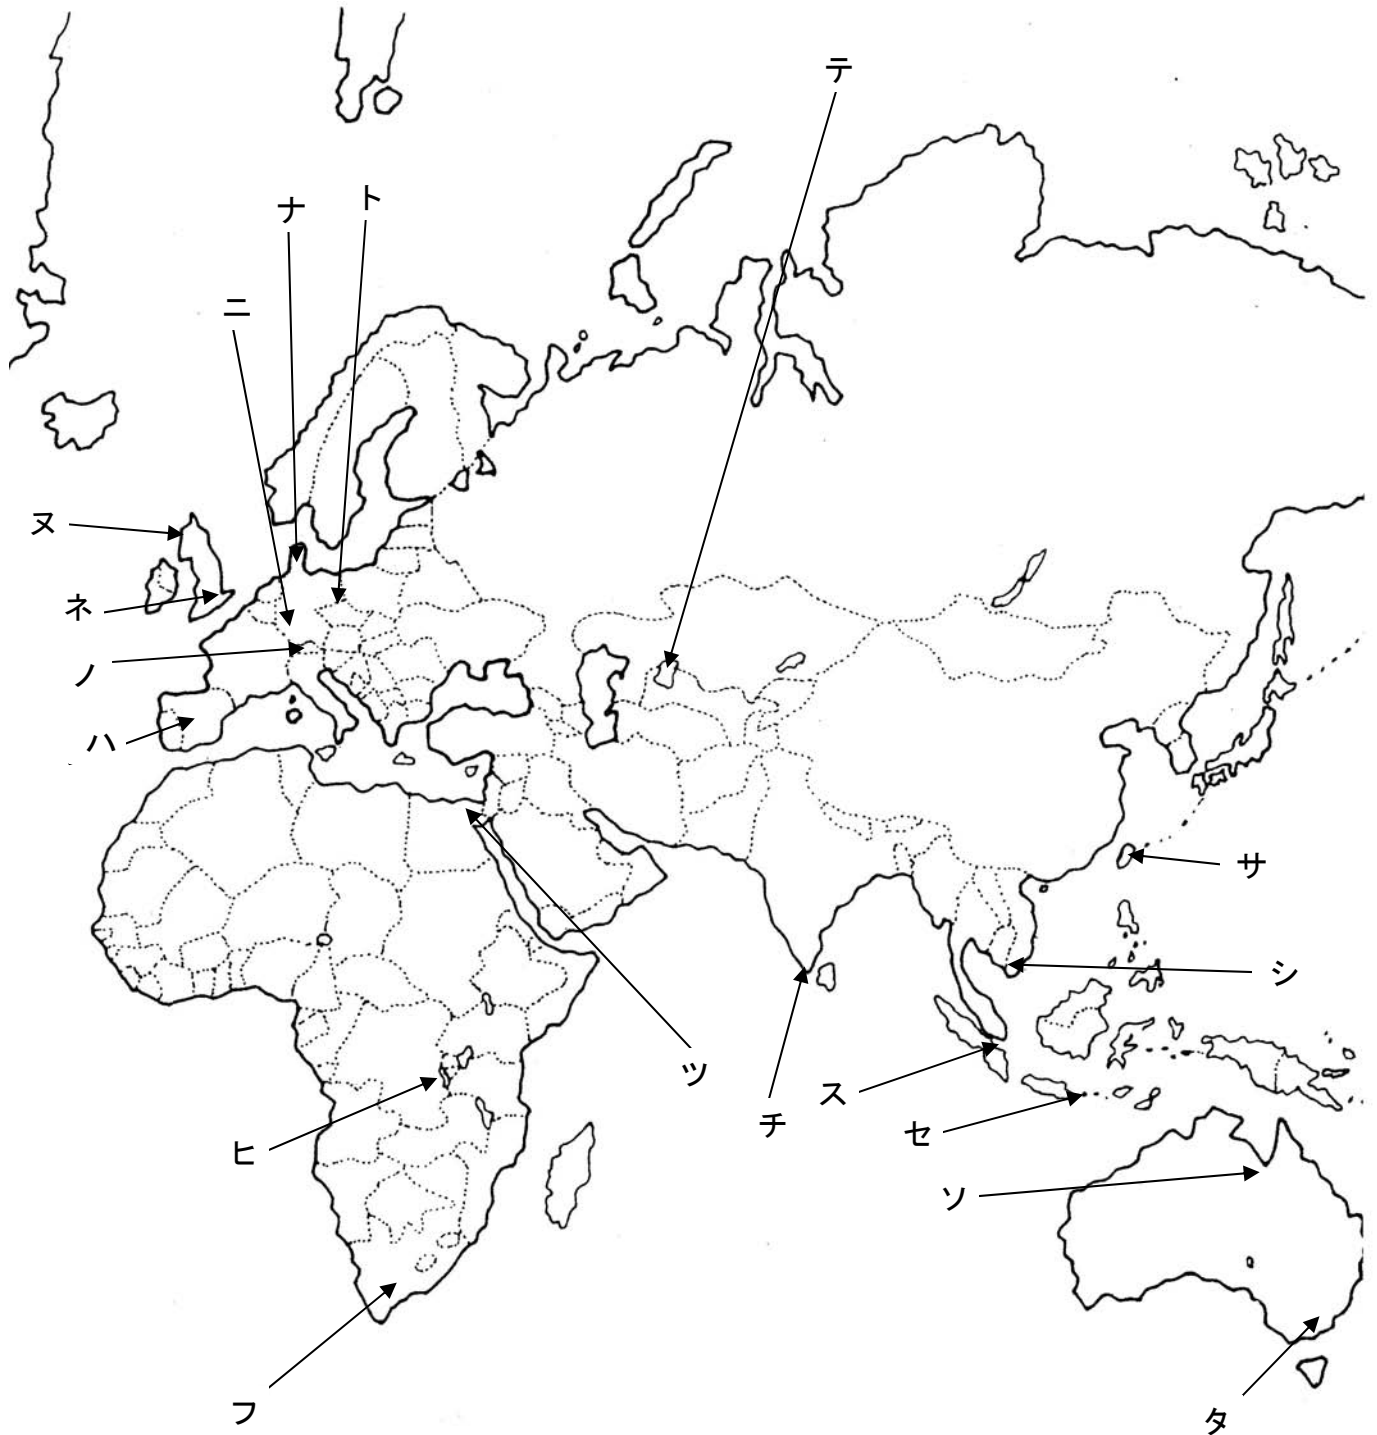 テ
ト
ナ
ニ
ヌ
ネ
ノ
ハ
サ
シ
ツ
ス
チ
セ
ヒ
ソ
フ
タ